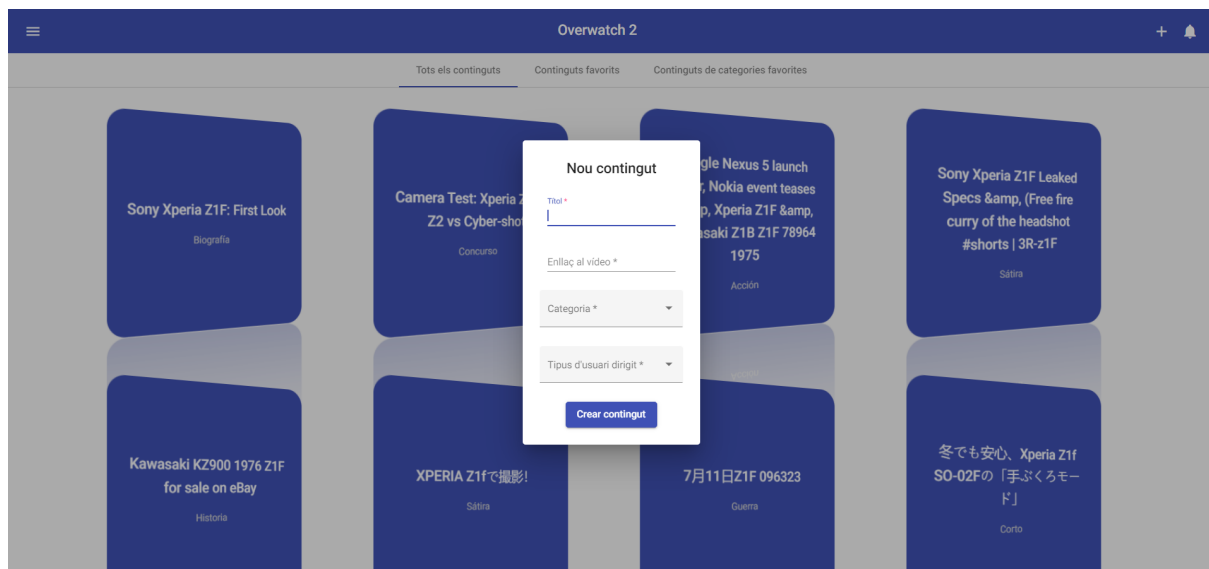 Overwatch 2
Tots els continguts
Continguts favorits
Continguts de categories favorites
Sony Xperia Z1F: First Look
Biografía
Camera Test: Xperia
Z2 vs Cyber-shot
Concurso
Nexus 5 launch
Nokia event teases
Xperia Z1F &amp,
Z1B Z1F 78964
1975
Acción
Sony Xperia Z1F Leaked
Specs &amp, (Free fire
curry of the headshot
#shorts | 3R-z1F
Sátira
Nou contingut
Títol *
Enllaç al vídeo *
Categoria *
Tipus d'usuari dirigit *
Crear contingut
Kawasaki KZ900 1976 Z1F
for sale on eBay
Historia
XPERIA Z1fで撮影!
Sátira
7月11日Z1F 096323
Guerra
冬でも安心、Xperia Z1f
SO-02Fの「手ぶくろモー
ド」
Corto